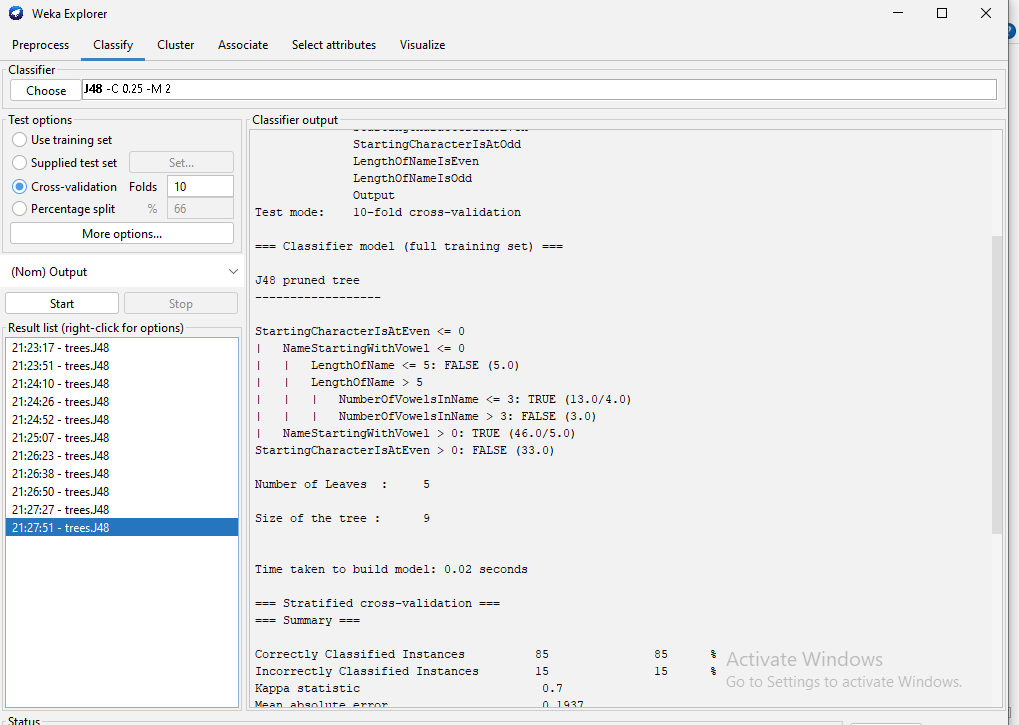 Weka Explorer
Preprocess Classify Cluster Associate Select attributes Visualize
Classifier
Choose J48 -C 0.25 -M 2
Test options
Use training set
Supplied test set Set...
Cross-validation Folds 10
Percentage split % 66
More options...
(Nom) Output
Start Stop
Result list (right-click for options)
21:23:17 - trees.J48
21:23:51 - trees.J48
21:24:10 - trees.J48
21:24:26 - trees.J48
21:24:52 - trees.J48
21:25:07 - trees.J48
21:26:23 - trees.J48
21:26:38 - trees.J48
21:26:50 - trees.J48
21:27:27 - trees.J48
21:27:51 - trees.J48
Classifier output
StartingCharacterIsAtOdd
LengthOfNameIsEven
LengthOfNameIsOdd
Output
Test mode: 10-fold cross-validation
=== Classifier model (full training set) ===
J48 pruned tree
------------------
StartingCharacterIsAtEven <= 0
| NameStartingWithVowel <= 0
| | LengthOfName <= 5: FALSE (5.0)
| | LengthOfName > 5
| | | NumberOfVowelsInName <= 3: TRUE (13.0/4.0)
| | | NumberOfVowelsInName > 3: FALSE (3.0)
| NameStartingWithVowel > 0: TRUE (46.0/5.0)
StartingCharacterIsAtEven > 0: FALSE (33.0)
Number of Leaves : 5
Size of the tree : 9
Time taken to build model: 0.02 seconds
=== Stratified cross-validation ===
=== Summary ===
Correctly Classified Instances 85 85 %
Incorrectly Classified Instances 15 15 %
Kappa statistic 0.7
Mean absolute error 0.1937
Activate Windows
Go to Settings to activate Windows.
Status